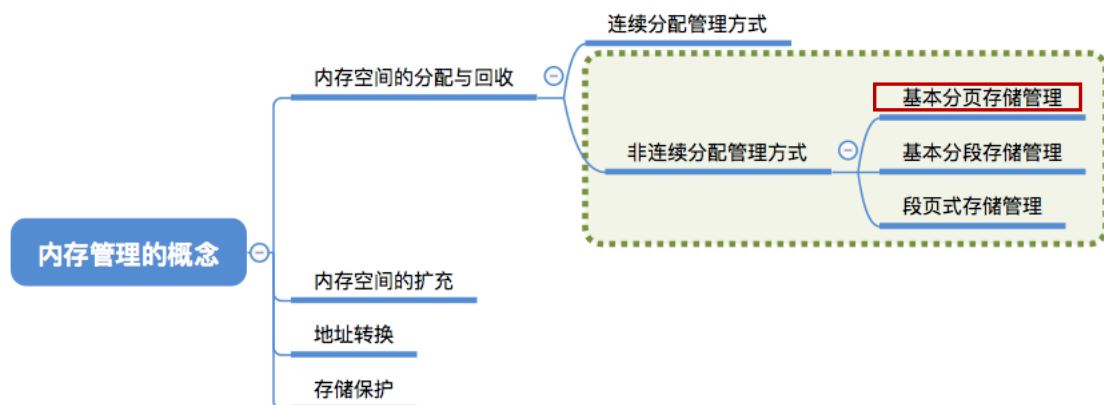 连续分配管理方式
内存空间的分配与回收
基本分页存储管理
非连续分配管理方式
基本分段存储管理
段页式存储管理
内存管理的概念
内存空间的扩充
地址转换
存储保护